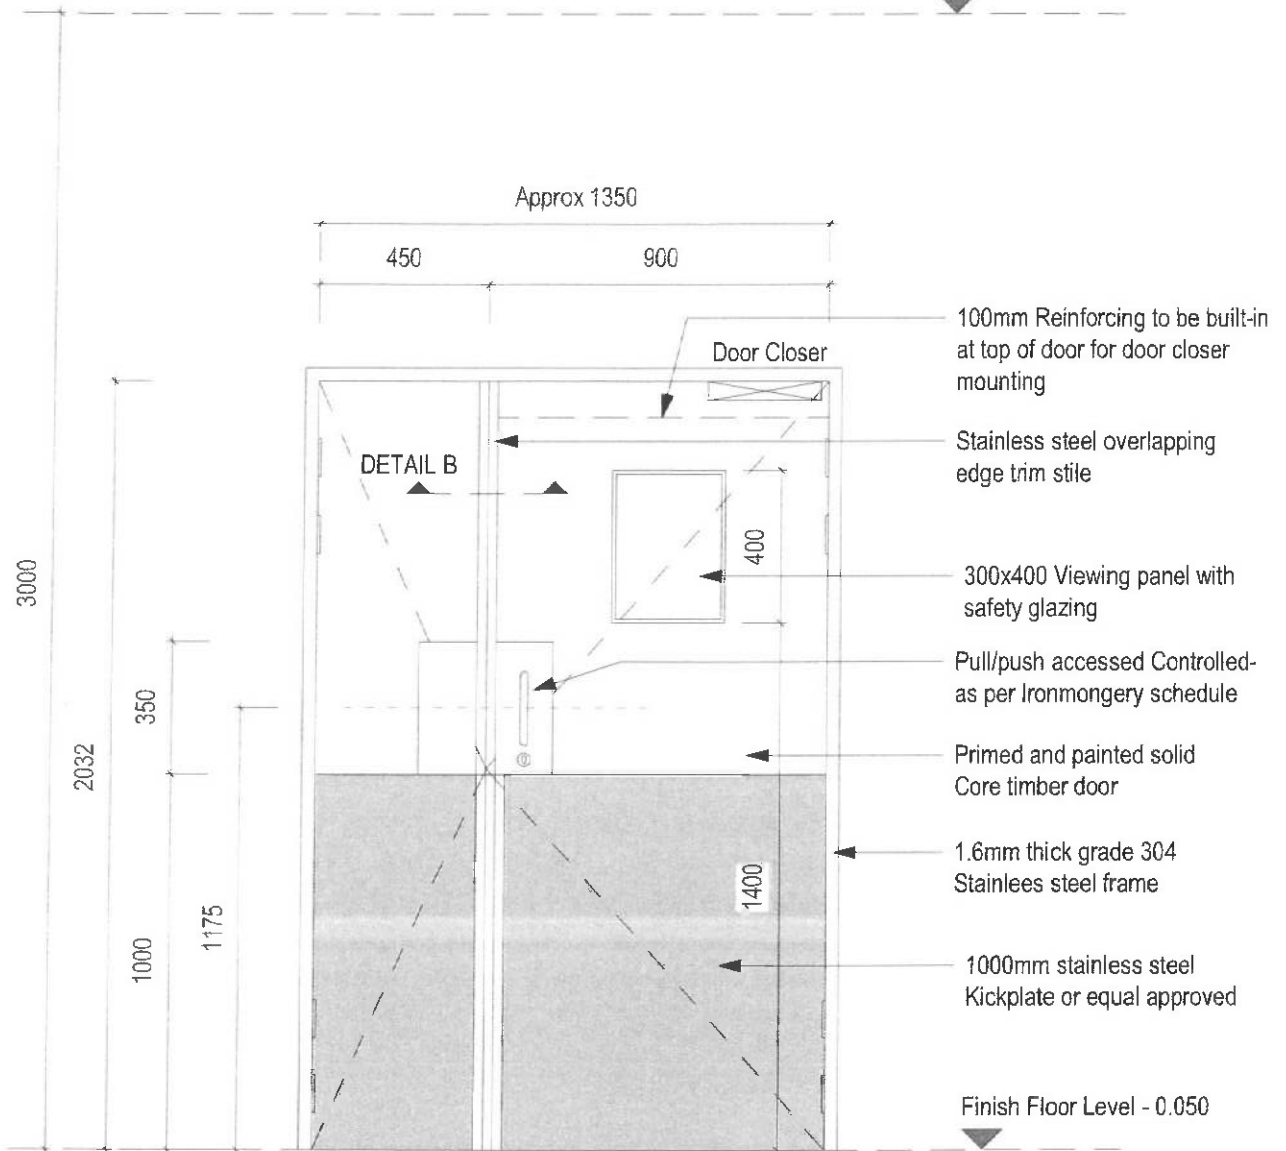 Approx 1350
450
900
Door Closer
100mm Reinforcing to be built-in
at top of door for door closer
mounting
Stainless steel overlapping
edge trim stile
DETAIL B
400
300x400 Viewing panel with
safety glazing
3000
Pull/push accessed Controlled-
as per Ironmongery schedule
350
2032
Primed and painted solid
Core timber door
1.6mm thick grade 304
Stainlees steel frame
1400
1175
1000
1000mm stainless steel
Kickplate or equal approved
Finish Floor Level - 0.050